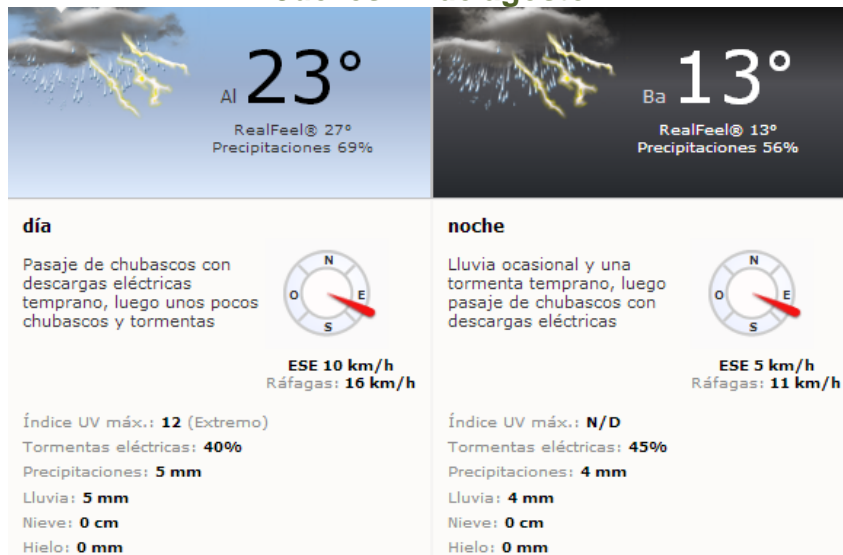 Al 23°
RealFeel® 27°
Precipitaciones 69%
Ba 13°
RealFeel® 13°
Precipitaciones 56%
día
Pasaje de chubascos con
descargas eléctricas
temprano, luego unos pocos
chubascos y tormentas
N
O E
S
ESE 10 km/h
Ráfagas: 16 km/h
Índice UV máx.: 12 (Extremo)
Tormentas eléctricas: 40%
Precipitaciones: 5 mm
Lluvia: 5 mm
Nieve: 0 cm
Hielo: 0 mm
noche
Lluvia ocasional y una
tormenta temprano, luego
pasaje de chubascos con
descargas eléctricas
N
O E
S
ESE 5 km/h
Ráfagas: 11 km/h
Índice UV máx.: N/D
Tormentas eléctricas: 45%
Precipitaciones: 4 mm
Lluvia: 4 mm
Nieve: 0 cm
Hielo: 0 mm